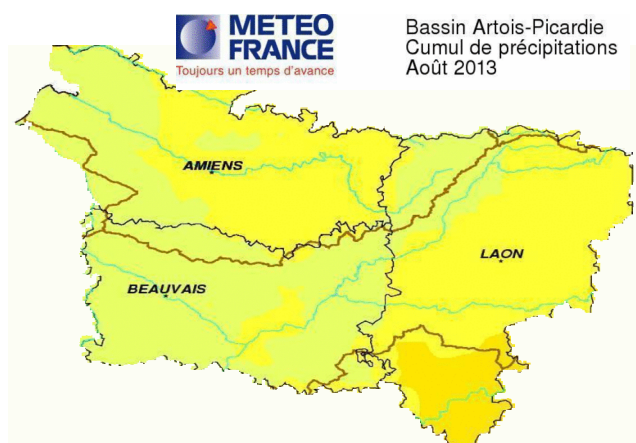 METEO
FRANCE
Toujours un temps d'avance
Bassin Artois-Picardie
Cumul de précipitations
Août 2013
AMIENS
LAON
BEAUVAIS